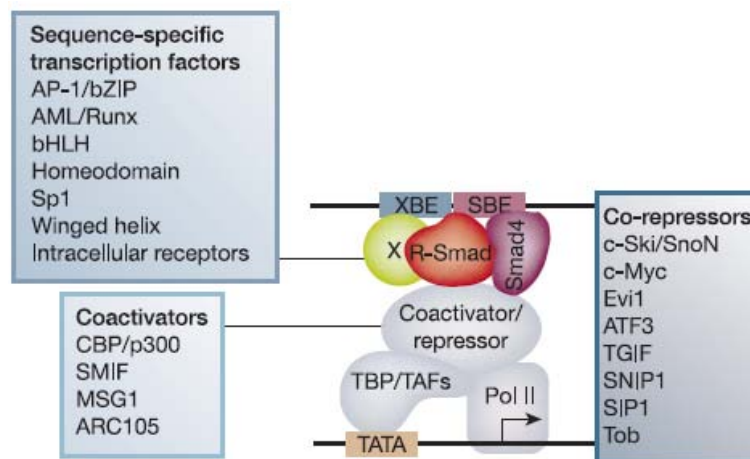 Sequence-specific
transcription factors
AP-1/bZIP
AML/Runx
bHLH
Homeodomain
Sp1
Winged helix
Intracellular receptors
Coactivators
CBP/p300
SMIF
MSG1
ARC105
XBE
SBE
X
R-Smad
Smad4
Coactivator/
repressor
TBP/TAFs
Pol II
TATA
Co-repressors
c-Ski/SnoN
c-Myc
Evi1
ATF3
TGIF
SNIP1
SIP1
Tob